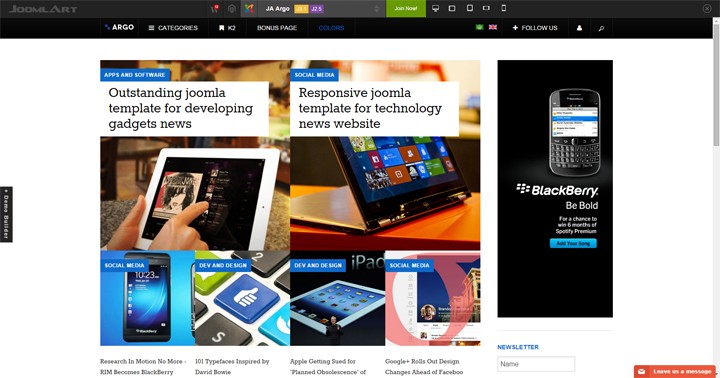 JOOMLART
JA Argo J3.1 J2.5
Join Now!
ARGO
CATEGORIES
K2
BONUS PAGE
COLORS
FOLLOW US
APPS AND SOFTWARE
Outstanding joomla
template for developing
gadgets news
SOCIAL MEDIA
Responsive joomla
template for technology
news website
+ Demo Builder
BlackBerry.
Be Bold
For a chance to
win 6 months of
Spotify Premium
Add Your Song
SOCIAL MEDIA
DEV AND DESIGN
DEV AND DESIGN
iPad
SOCIAL MEDIA
Research In Motion No More -
RIM Becomes BlackBerry
101 Typefaces Inspired by
David Bowie
Apple Getting Sued for
'Planned Obsolescence' of
Google+ Rolls Out Design
Changes Ahead of Faceboo
NEWSLETTER
Name
Leave us a message